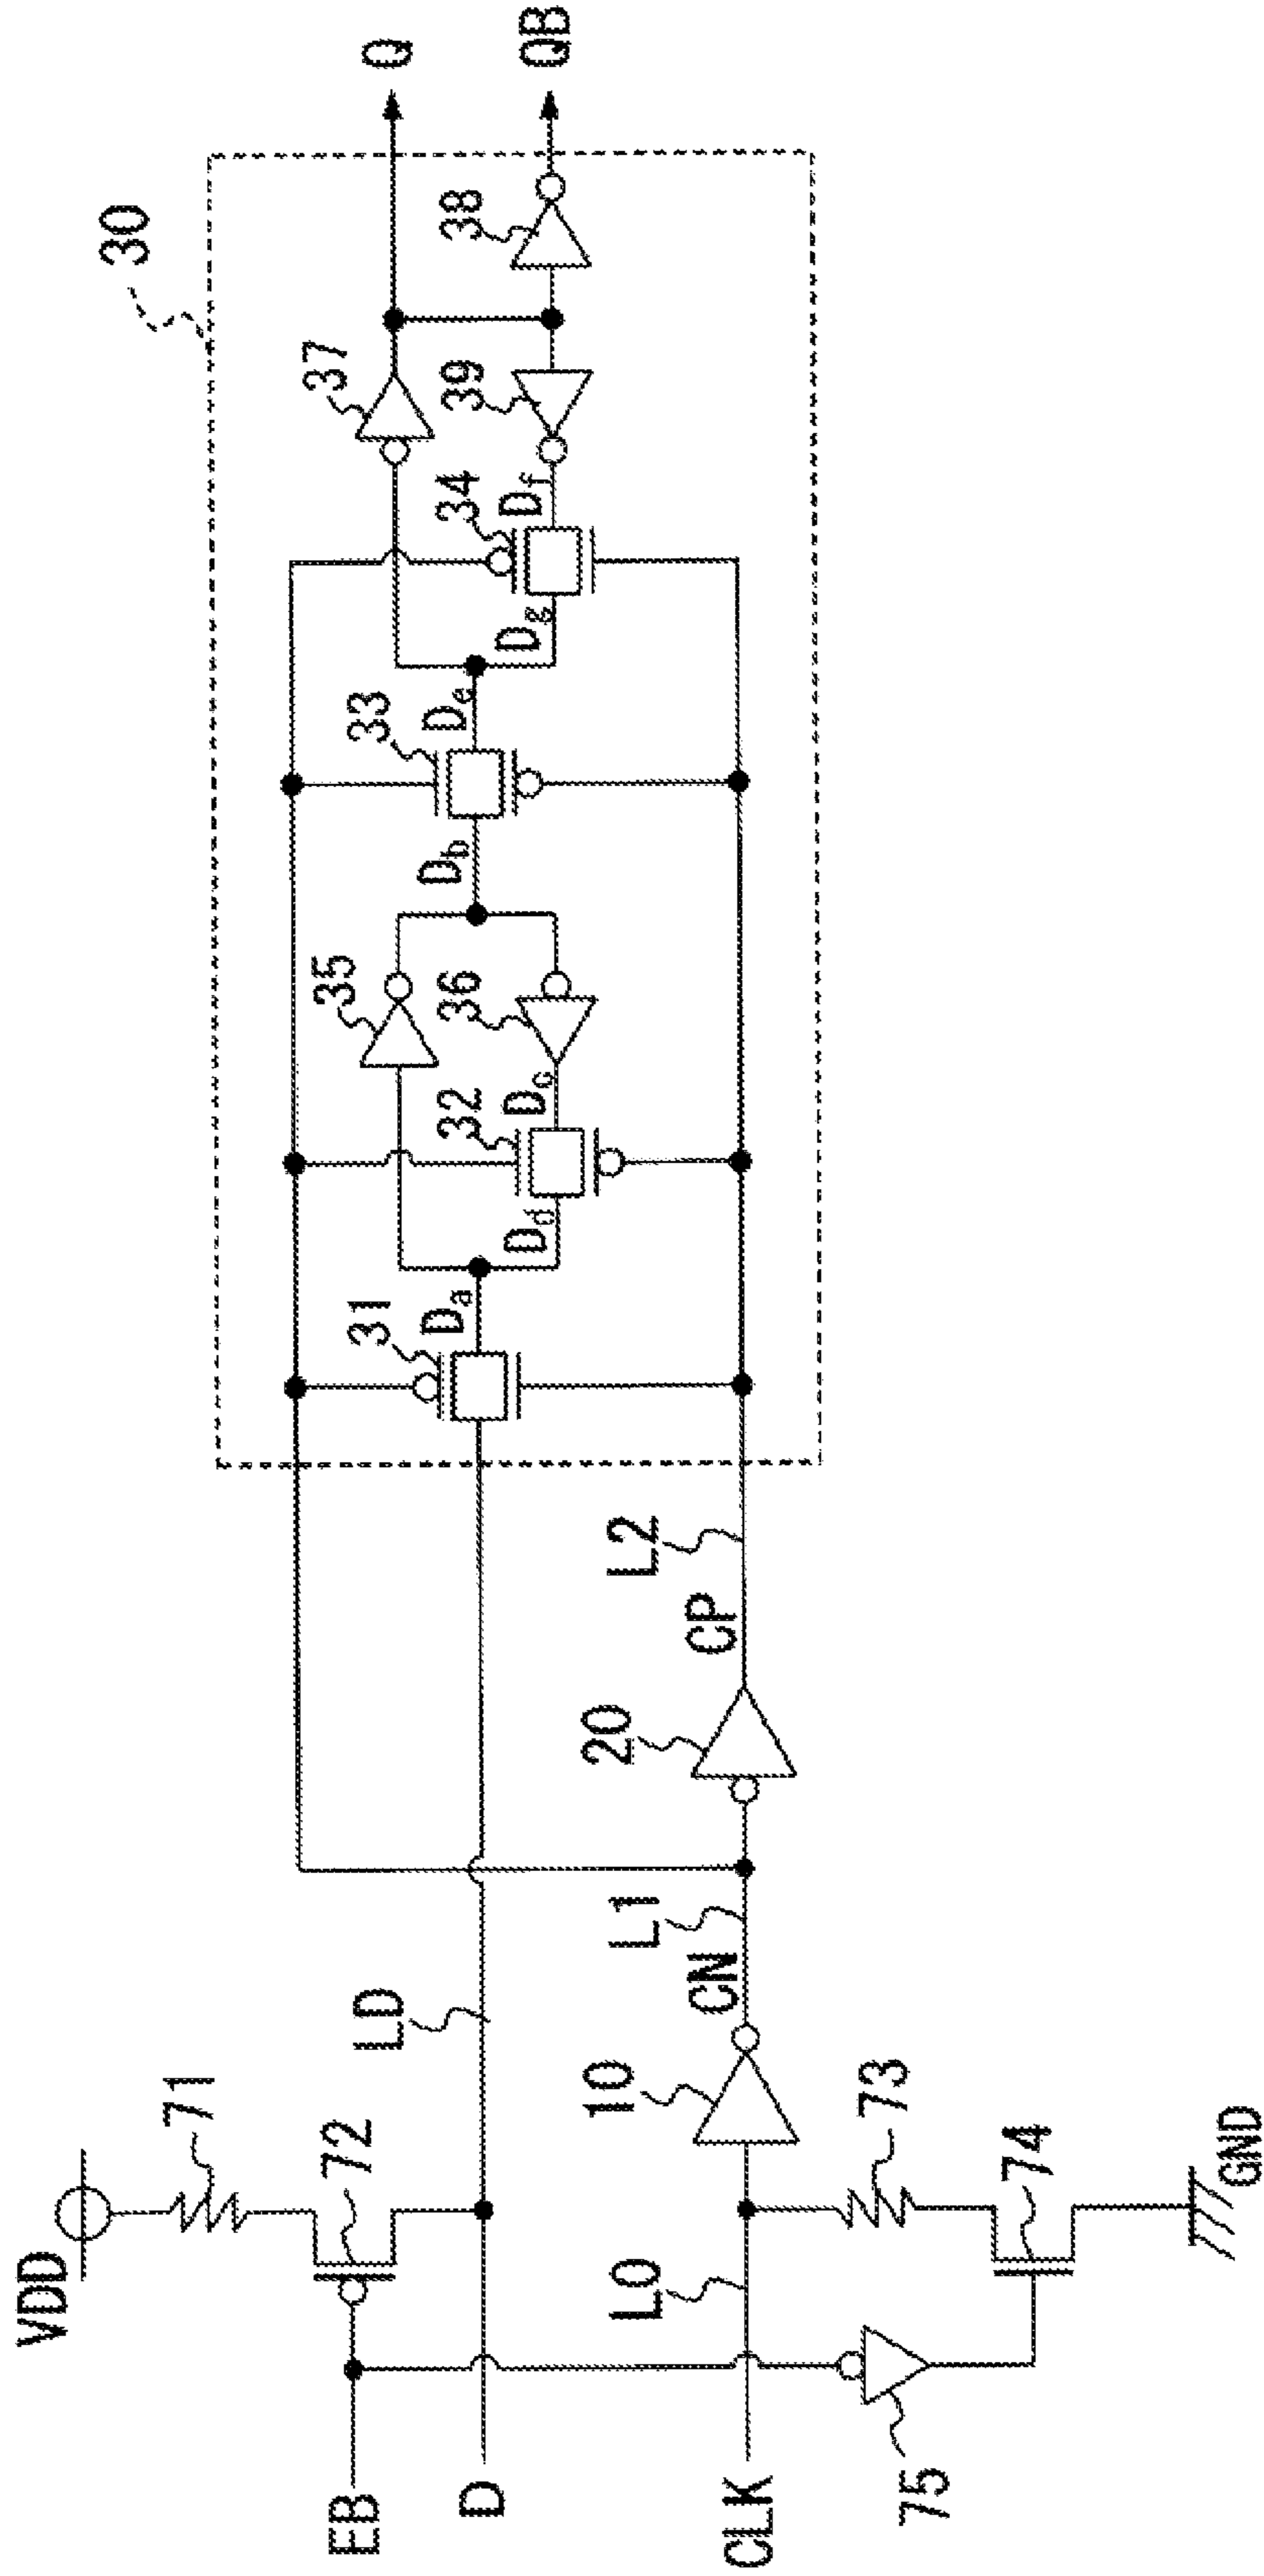 30
Q
QB
37
38
39
34
Df
Dg
33
De
Db
35
36
32
Dc
Dd
31
Da
L2
CP
20
L1
CN
LD
10
71
72
73
74
VDD
GND
L0
EB
D
CLK
75